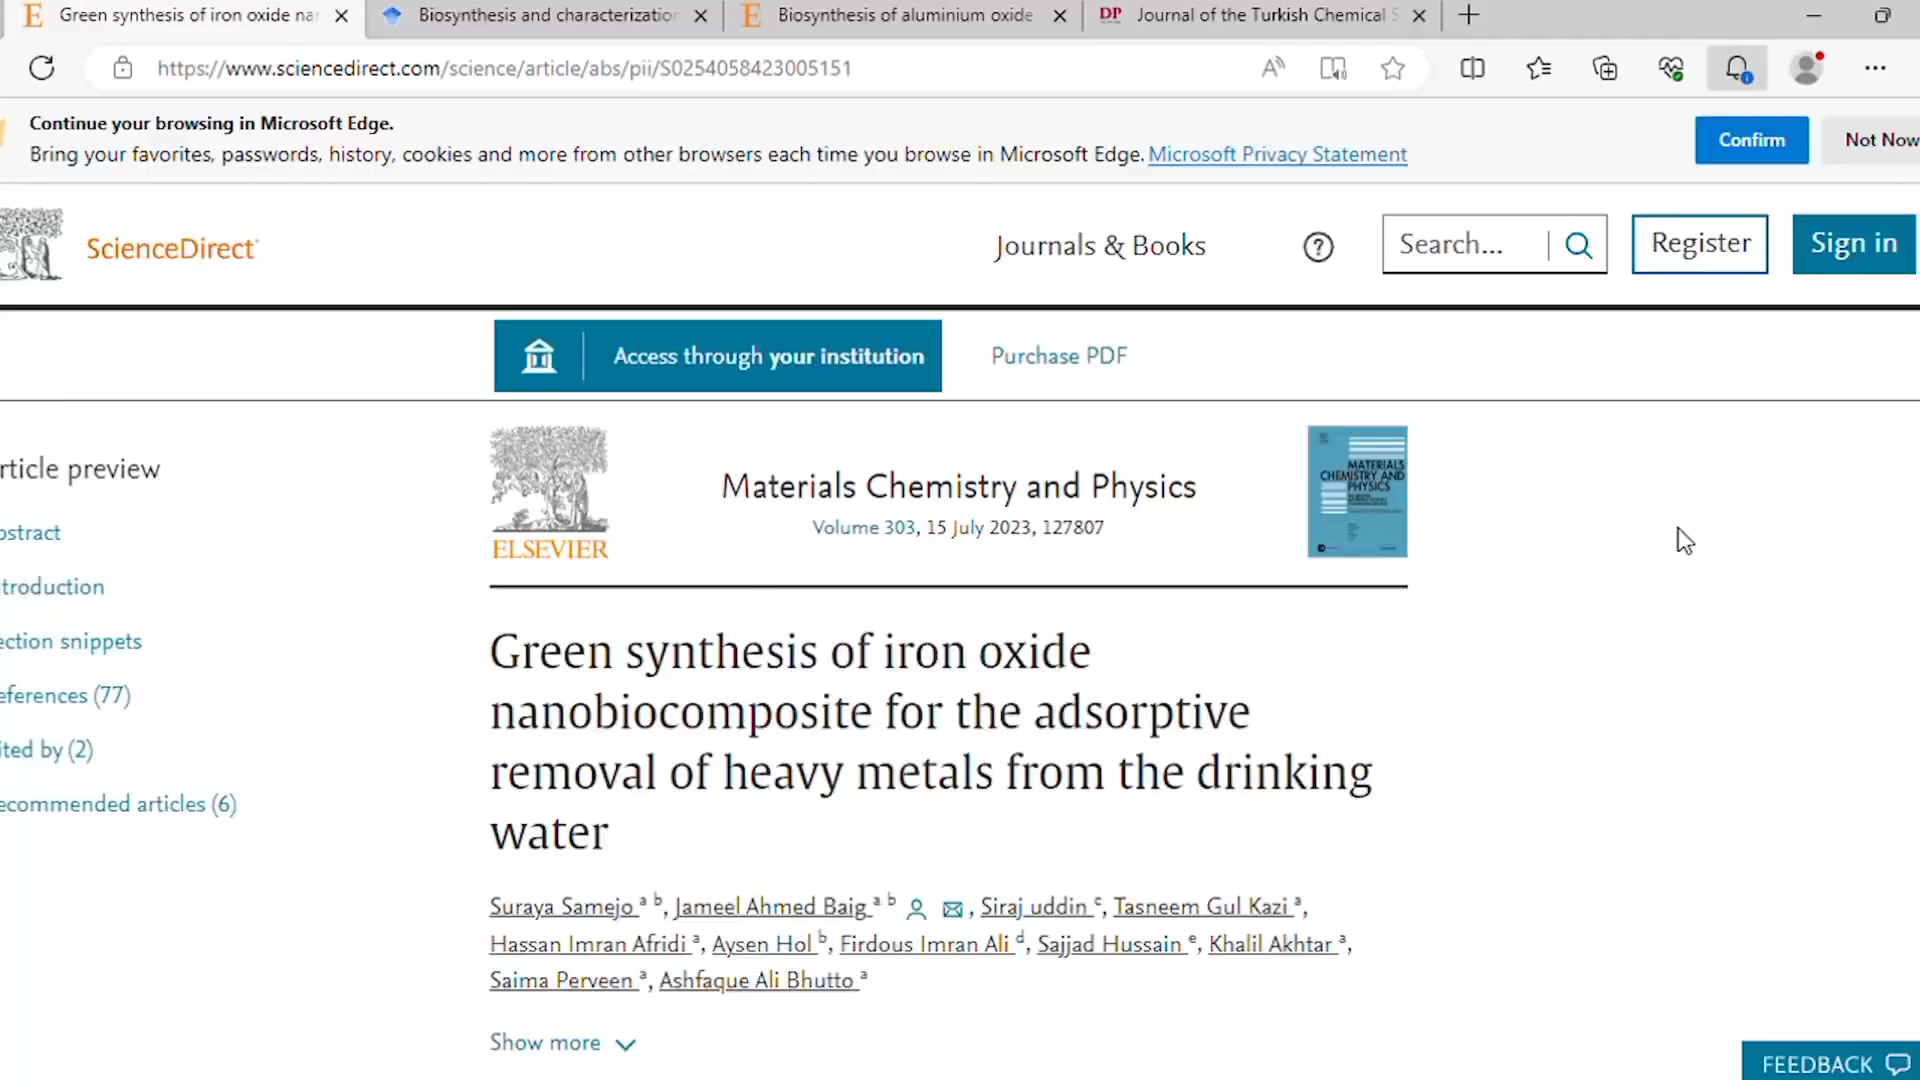 Green synthesis of iron oxide na
Biosynthesis and characterization
Biosynthesis of aluminium oxide
DP Journal of the Turkish Chemical S
https://www.sciencedirect.com/science/article/abs/pii/S0254058423005151
Continue your browsing in Microsoft Edge.
Bring your favorites, passwords, history, cookies and more from other browsers each time you browse in Microsoft Edge. Microsoft Privacy Statement
Confirm
Not Now
ScienceDirect
Journals & Books
Search...
Register
Sign in
Access through your institution
Purchase PDF
rticle preview
bstract
troduction
ection snippets
eferences (77)
ited by (2)
ecommended articles (6)
ELSEVIER
Materials Chemistry and Physics
Volume 303, 15 July 2023, 127807
MATERIALS
CHEMISTRY AND
PHYSICS
Green synthesis of iron oxide
nanobiocomposite for the adsorptive
removal of heavy metals from the drinking
water
Suraya Samejo a b, Jameel Ahmed Baig a b, Siraj uddin c, Tasneem Gul Kazi a,
Hassan Imran Afridi a, Aysen Hol b, Firdous Imran Ali d, Sajjad Hussain e, Khalil Akhtar a,
Saima Perveen a, Ashfaque Ali Bhutto a
Show more
FEEDBACK